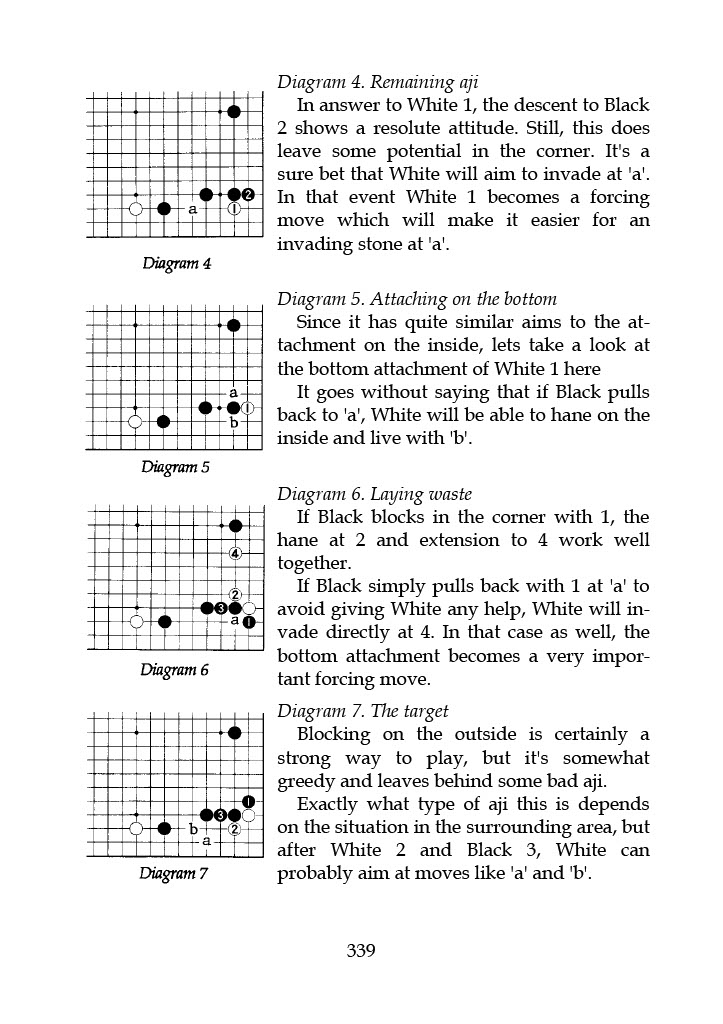 Diagram 4. Remaining aji
In answer to White 1, the descent to Black
2 shows a resolute attitude. Still, this does
leave some potential in the corner. It's a
sure bet that White will aim to invade at 'a'.
In that event White 1 becomes a forcing
move which will make it easier for an
invading stone at 'a'.
2
a
1
Diagram 4
Diagram 5. Attaching on the bottom
Since it has quite similar aims to the at-
tachment on the inside, lets take a look at
the bottom attachment of White 1 here
It goes without saying that if Black pulls
back to 'a', White will be able to hane on the
inside and live with 'b'.
a
1
b
Diagram 5
Diagram 6. Laying waste
If Black blocks in the corner with 1, the
hane at 2 and extension to 4 work well
together.
If Black simply pulls back with 1 at 'a' to
avoid giving White any help, White will in-
vade directly at 4. In that case as well, the
bottom attachment becomes a very impor-
tant forcing move.
4
2
3
a 1
Diagram 6
Diagram 7. The target
Blocking on the outside is certainly a
strong way to play, but it's somewhat
greedy and leaves behind some bad aji.
Exactly what type of aji this is depends
on the situation in the surrounding area, but
after White 2 and Black 3, White can
probably aim at moves like 'a' and 'b'.
1
3
b 2
a
Diagram 7
339